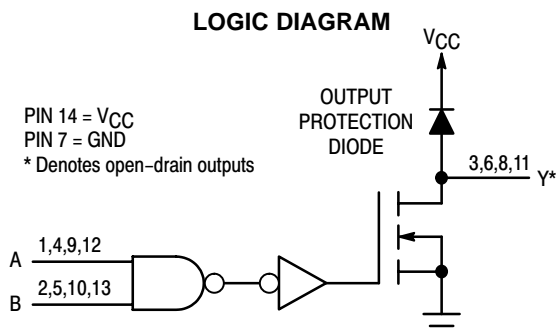 LOGIC DIAGRAM
VCC
OUTPUT
PROTECTION
DIODE
PIN 14 = VCC
PIN 7 = GND
* Denotes open−drain outputs
3,6,8,11
Y*
A
1,4,9,12
B
2,5,10,13